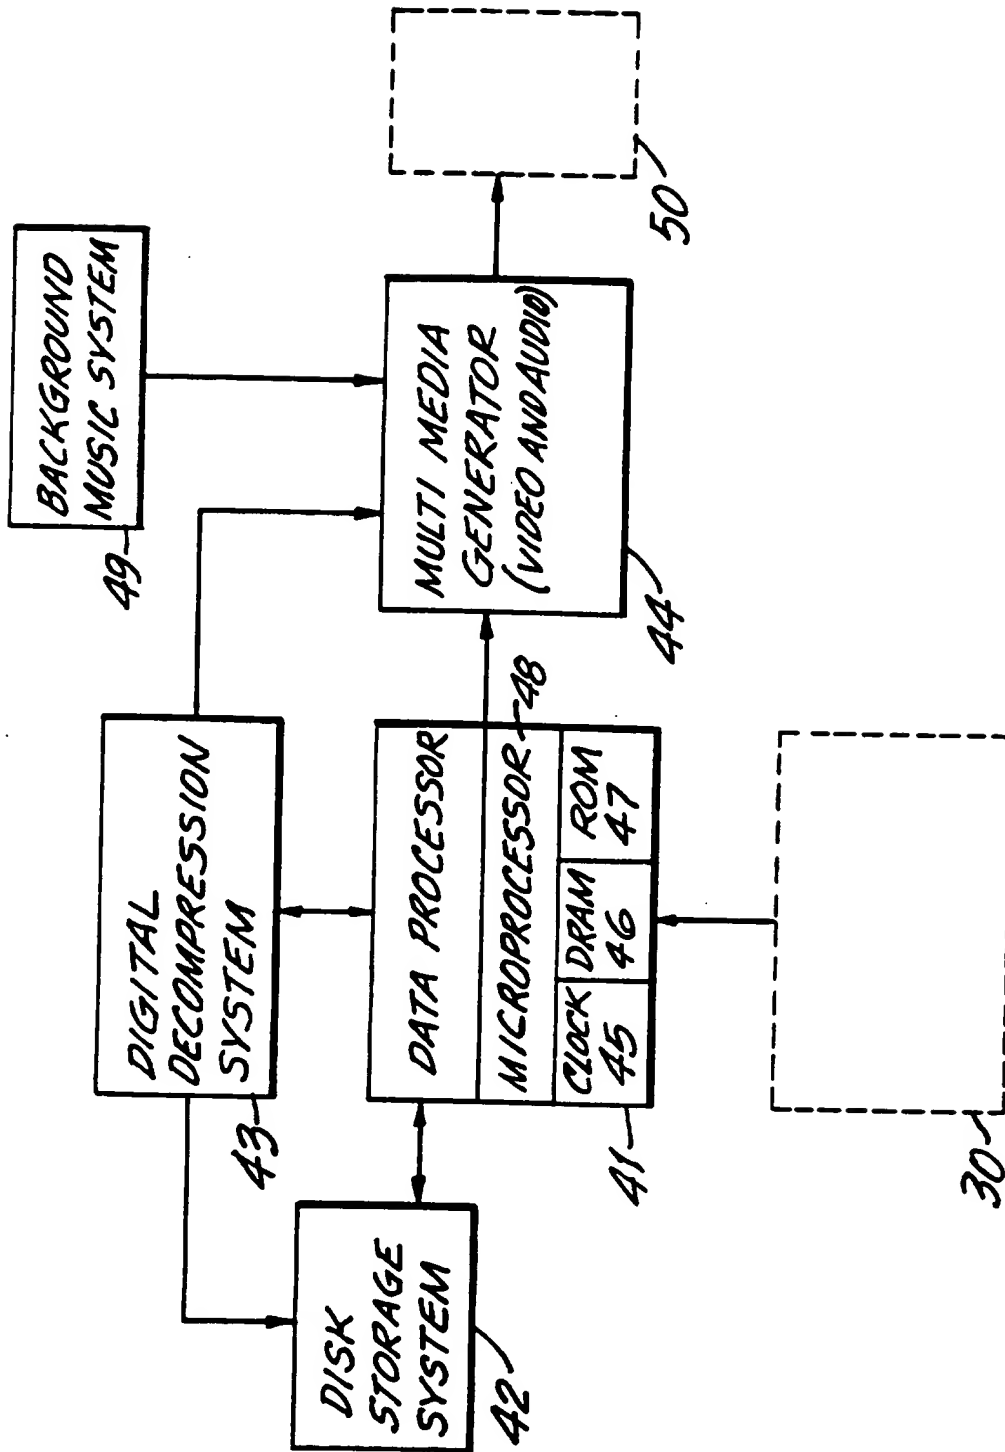 BACKGROUND
MUSIC SYSTEM
49
DIGITAL
DECOMPRESSION
SYSTEM
43
DISK
STORAGE
SYSTEM
42
DATA PROCESSOR
MICROPROCESSOR
48
CLOCK
45
DRAM
46
ROM
47
41
MULTI MEDIA
GENERATOR
(VIDEO AND AUDIO)
44
50
30